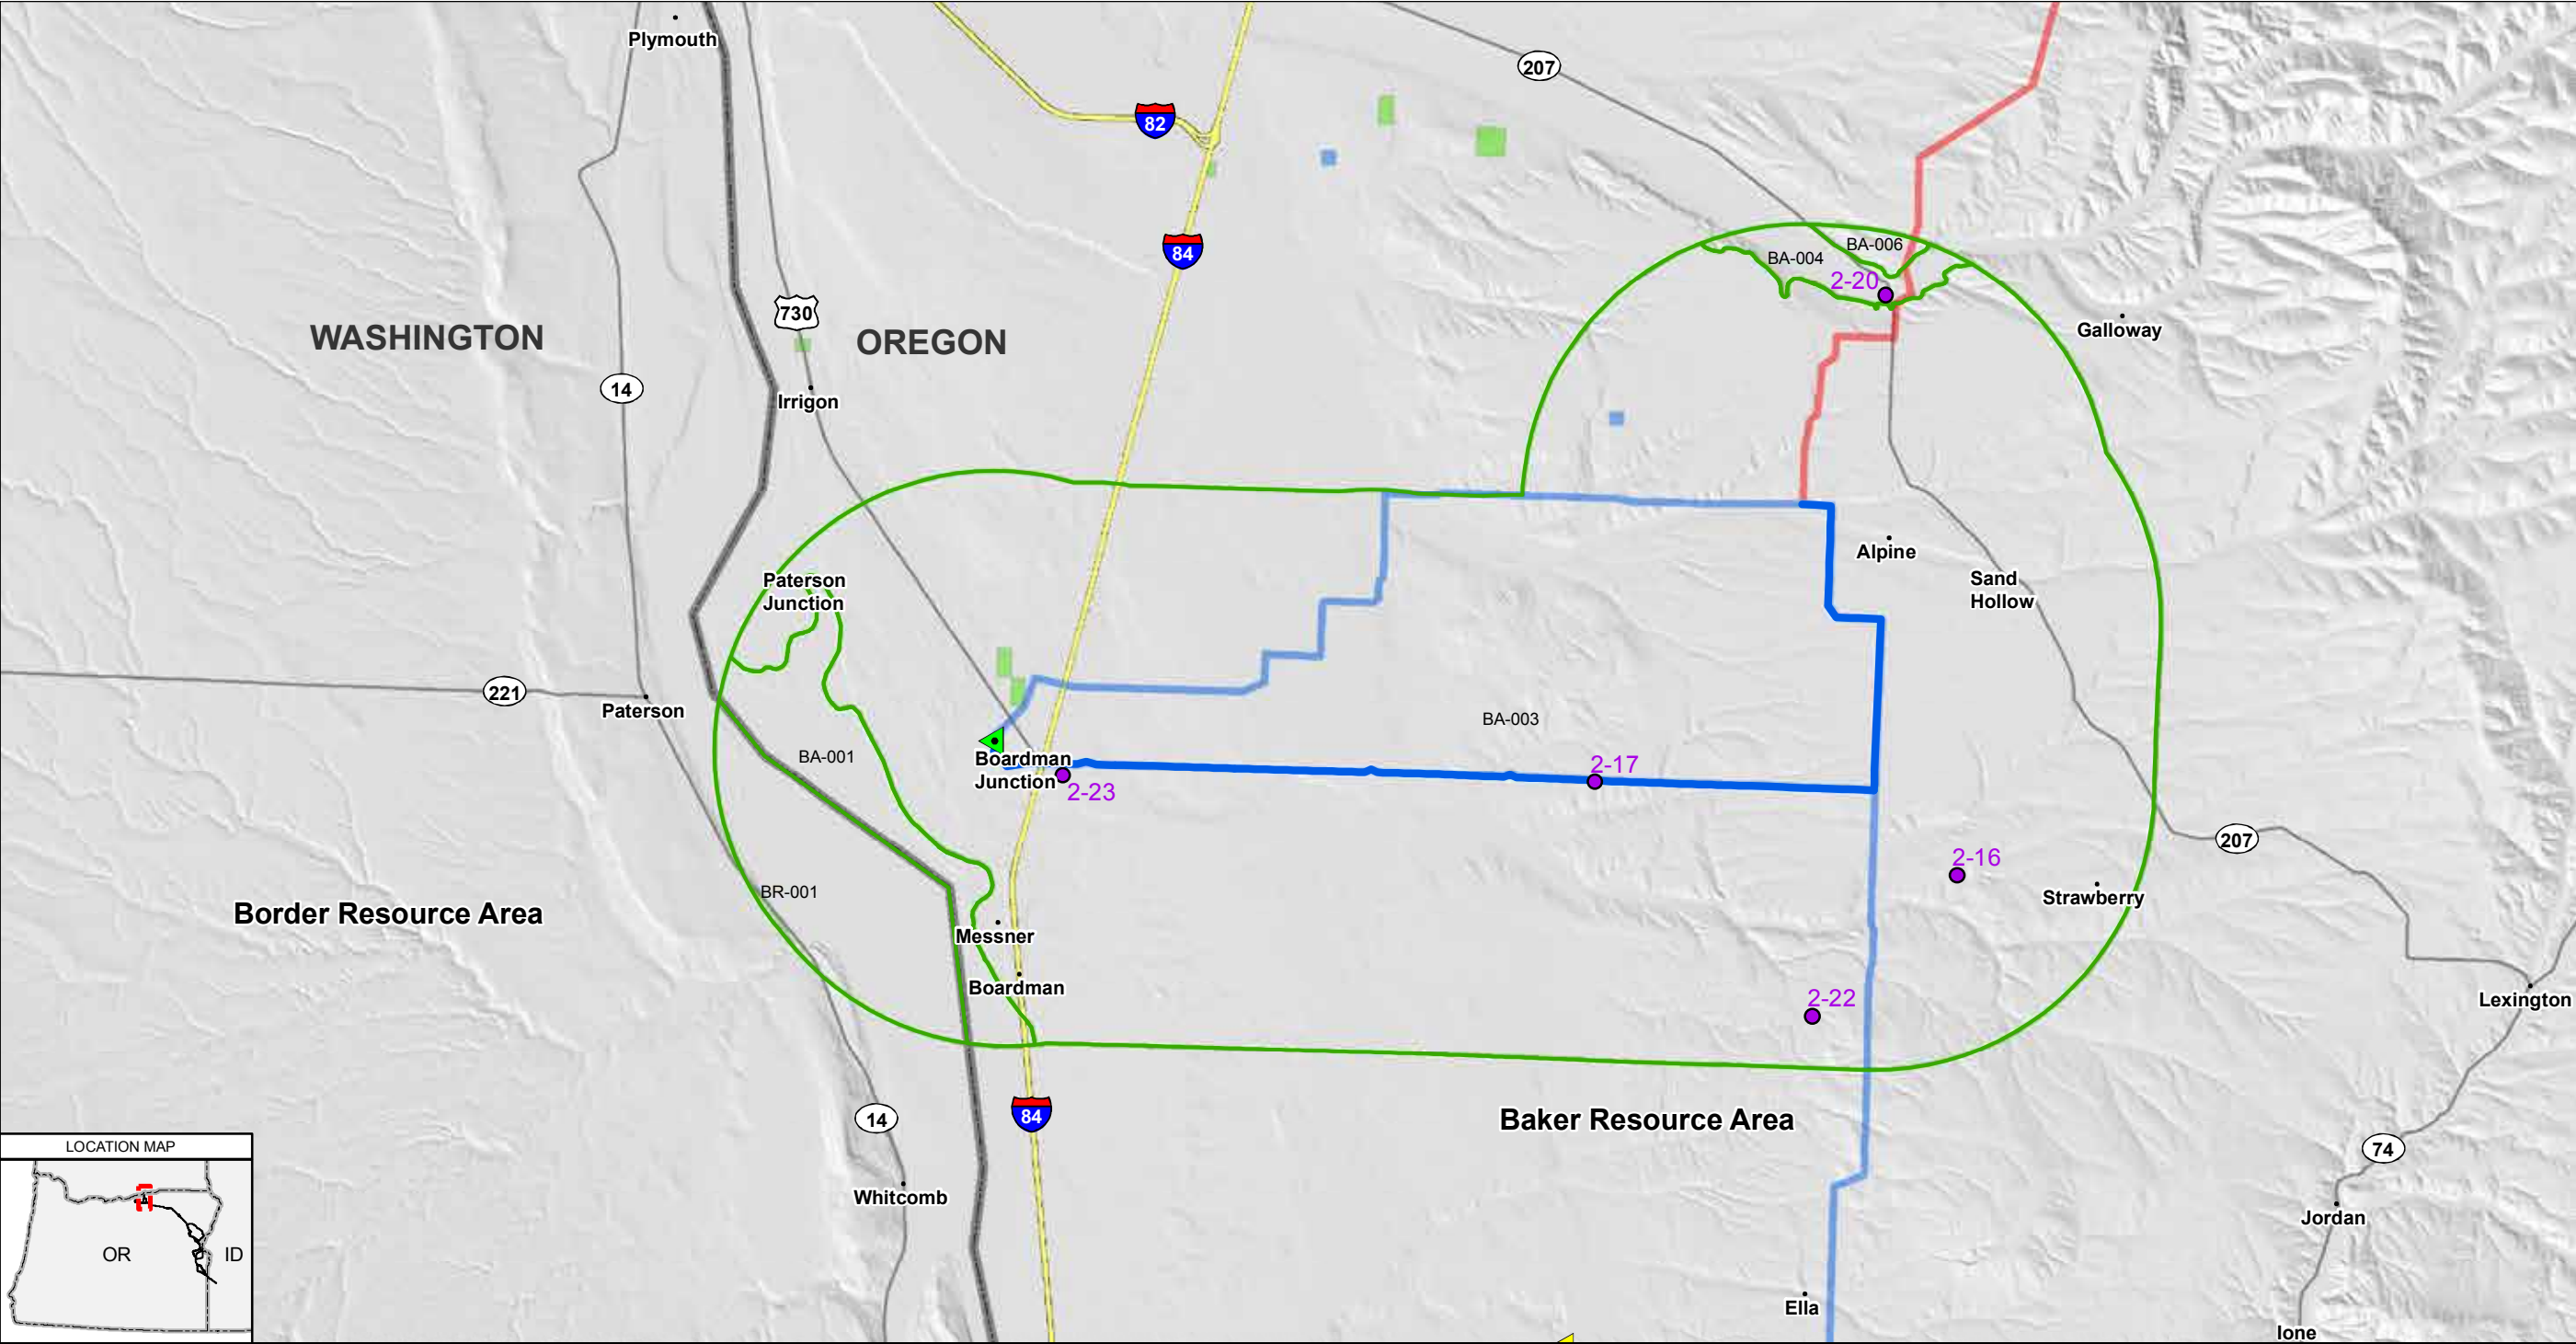 Plymouth
207
82
84
BA-006
BA-004
2-20
730
WASHINGTON
OREGON
Galloway
14
Irrigon
Alpine
Paterson
Junction
Sand
Hollow
221
Paterson
BA-003
BA-001
Boardman
Junction
2-17
2-23
207
2-16
BR-001
Strawberry
Border Resource Area
Messner
Boardman
2-22
Lexington
84
14
Baker Resource Area
LOCATION MAP
74
Whitcomb
Jordan
OR
ID
Ella
Ione